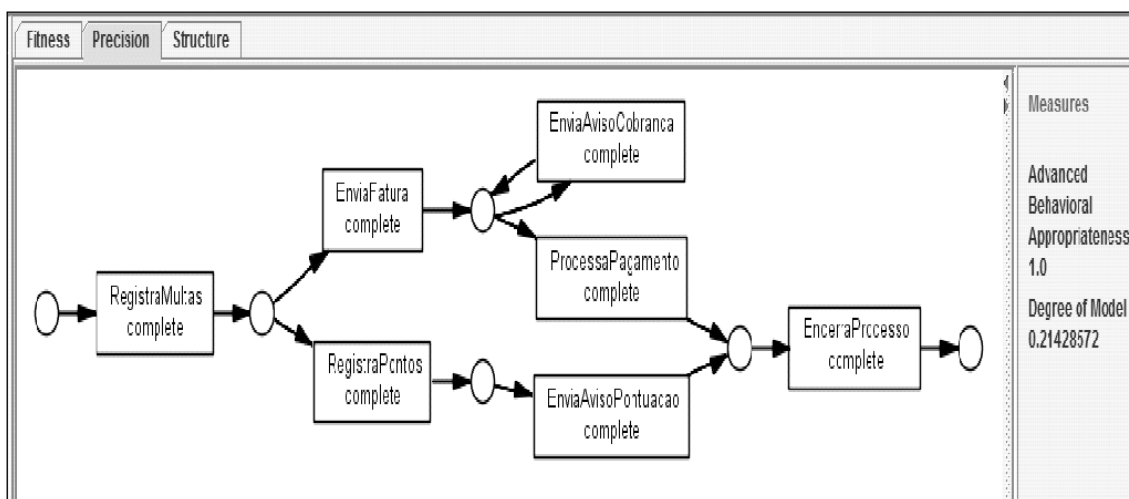 Fitness
Precision
Structure
EnviaAvisoCobranca
complete
EnviaFatura
complete
ProcessaPagamento
complete
RegistraMultas
complete
EncerraProcesso
complete
RegistraPontos
complete
EnviaAvisoPontuacao
complete
Measures
Advanced
Behavioral
Appropriateness
1.0
Degree of Model
0.21428572